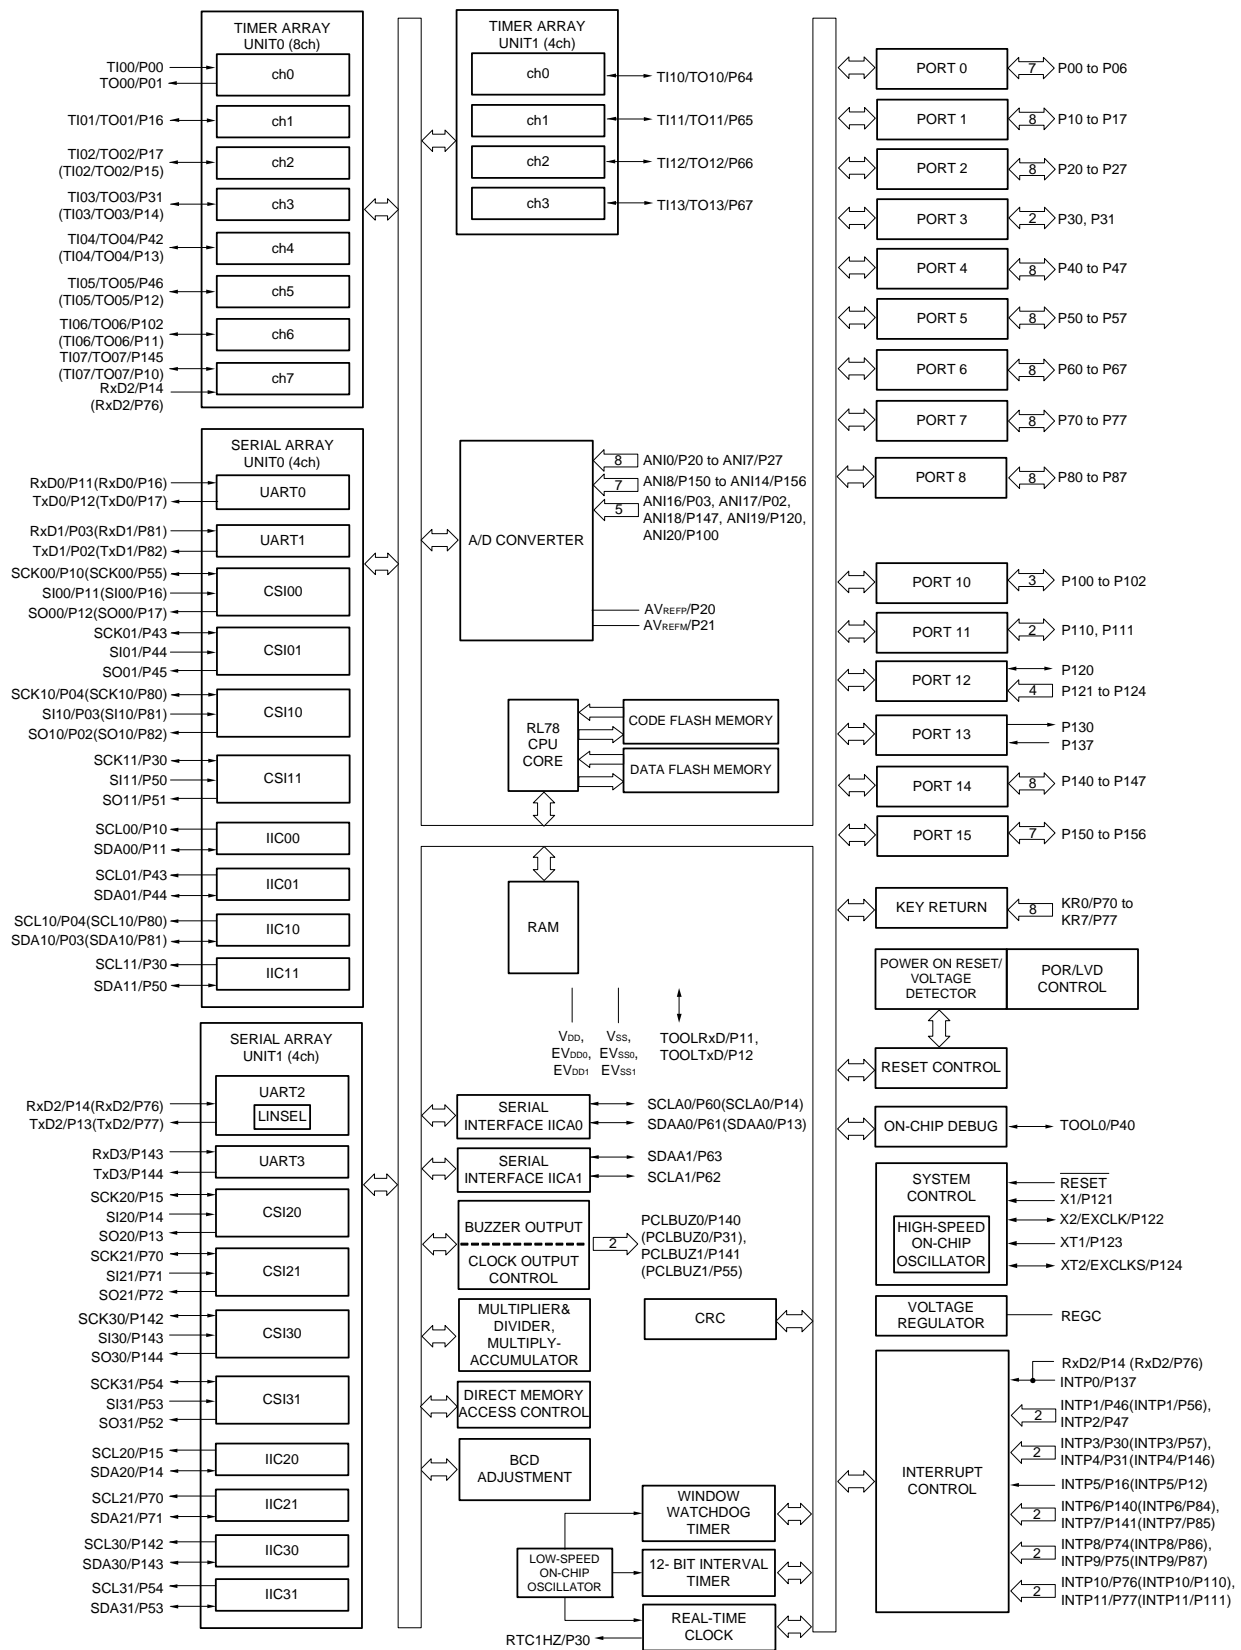 TIMER ARRAY
UNIT0 (8ch)
ch0
TI00/P00
TO00/P01
ch1
TI01/TO01/P16
ch2
TI02/TO02/P17
(TI02/TO02/P15)
ch3
TI03/TO03/P31
(TI03/TO03/P14)
ch4
TI04/TO04/P42
(TI04/TO04/P13)
ch5
TI05/TO05/P46
(TI05/TO05/P12)
ch6
TI06/TO06/P102
(TI06/TO06/P11)
ch7
TI07/TO07/P145
(TI07/TO07/P10)
RxD2/P14
(RxD2/P76)
SERIAL ARRAY
UNIT0 (4ch)
UART0
RxD0/P11(RxD0/P16)
TxD0/P12(TxD0/P17)
UART1
RxD1/P03(RxD1/P81)
TxD1/P02(TxD1/P82)
CSI00
SCK00/P10(SCK00/P55)
SI00/P11(SI00/P16)
SO00/P12(SO00/P17)
CSI01
SCK01/P43
SI01/P44
SO01/P45
CSI10
SCK10/P04(SCK10/P80)
SI10/P03(SI10/P81)
SO10/P02(SO10/P82)
CSI11
SCK11/P30
SI11/P50
SO11/P51
IIC00
SCL00/P10
SDA00/P11
IIC01
SCL01/P43
SDA01/P44
IIC10
SCL10/P04(SCL10/P80)
SDA10/P03(SDA10/P81)
IIC11
SCL11/P30
SDA11/P50
SERIAL ARRAY
UNIT1 (4ch)
UART2
LINSEL
RxD2/P14(RxD2/P76)
TxD2/P13(TxD2/P77)
UART3
RxD3/P143
TxD3/P144
CSI20
SCK20/P15
SI20/P14
SO20/P13
CSI21
SCK21/P70
SI21/P71
SO21/P72
CSI30
SCK30/P142
SI30/P143
SO30/P144
CSI31
SCK31/P54
SI31/P53
SO31/P52
IIC20
SCL20/P15
SDA20/P14
IIC21
SCL21/P70
SDA21/P71
IIC30
SCL30/P142
SDA30/P143
IIC31
SCL31/P54
SDA31/P53
TIMER ARRAY
UNIT1 (4ch)
ch0
TI10/TO10/P64
ch1
TI11/TO11/P65
ch2
TI12/TO12/P66
ch3
TI13/TO13/P67
A/D CONVERTER
8
ANI0/P20 to ANI7/P27
7
ANI8/P150 to ANI14/P156
5
ANI16/P03, ANI17/P02,
ANI18/P147, ANI19/P120,
ANI20/P100
AVREFP/P20
AVREFM/P21
RL78
CPU
CORE
CODE FLASH MEMORY
DATA FLASH MEMORY
RAM
VDD,
EVDD0,
EVDD1
VSS,
EVSS0,
EVSS1
TOOLRxD/P11,
TOOLTxD/P12
SERIAL
INTERFACE IICA0
SCLA0/P60(SCLA0/P14)
SDAA0/P61(SDAA0/P13)
SERIAL
INTERFACE IICA1
SDAA1/P63
SCLA1/P62
BUZZER OUTPUT
CLOCK OUTPUT
CONTROL
2
PCLBUZ0/P140
(PCLBUZ0/P31),
PCLBUZ1/P141
(PCLBUZ1/P55)
MULTIPLIER&
DIVIDER,
MULTIPLY-
ACCUMULATOR
CRC
DIRECT MEMORY
ACCESS CONTROL
BCD
ADJUSTMENT
WINDOW
WATCHDOG
TIMER
LOW-SPEED
ON-CHIP
OSCILLATOR
12- BIT INTERVAL
TIMER
REAL-TIME
CLOCK
RTC1HZ/P30
PORT 0
7
P00 to P06
PORT 1
8
P10 to P17
PORT 2
8
P20 to P27
PORT 3
2
P30, P31
PORT 4
8
P40 to P47
PORT 5
8
P50 to P57
PORT 6
8
P60 to P67
PORT 7
8
P70 to P77
PORT 8
8
P80 to P87
PORT 10
3
P100 to P102
PORT 11
2
P110, P111
PORT 12
P120
4
P121 to P124
PORT 13
P130
P137
PORT 14
8
P140 to P147
PORT 15
7
P150 to P156
KEY RETURN
8
KR0/P70 to
KR7/P77
POWER ON RESET/
VOLTAGE
DETECTOR
POR/LVD
CONTROL
RESET CONTROL
ON-CHIP DEBUG
TOOL0/P40
SYSTEM
CONTROL
HIGH-SPEED
ON-CHIP
OSCILLATOR
RESET
X1/P121
X2/EXCLK/P122
XT1/P123
XT2/EXCLKS/P124
VOLTAGE
REGULATOR
REGC
INTERRUPT
CONTROL
RxD2/P14 (RxD2/P76)
INTP0/P137
2
INTP1/P46(INTP1/P56),
INTP2/P47
2
INTP3/P30(INTP3/P57),
INTP4/P31(INTP4/P146)
INTP5/P16(INTP5/P12)
2
INTP6/P140(INTP6/P84),
INTP7/P141(INTP7/P85)
2
INTP8/P74(INTP8/P86),
INTP9/P75(INTP9/P87)
2
INTP10/P76(INTP10/P110),
INTP11/P77(INTP11/P111)